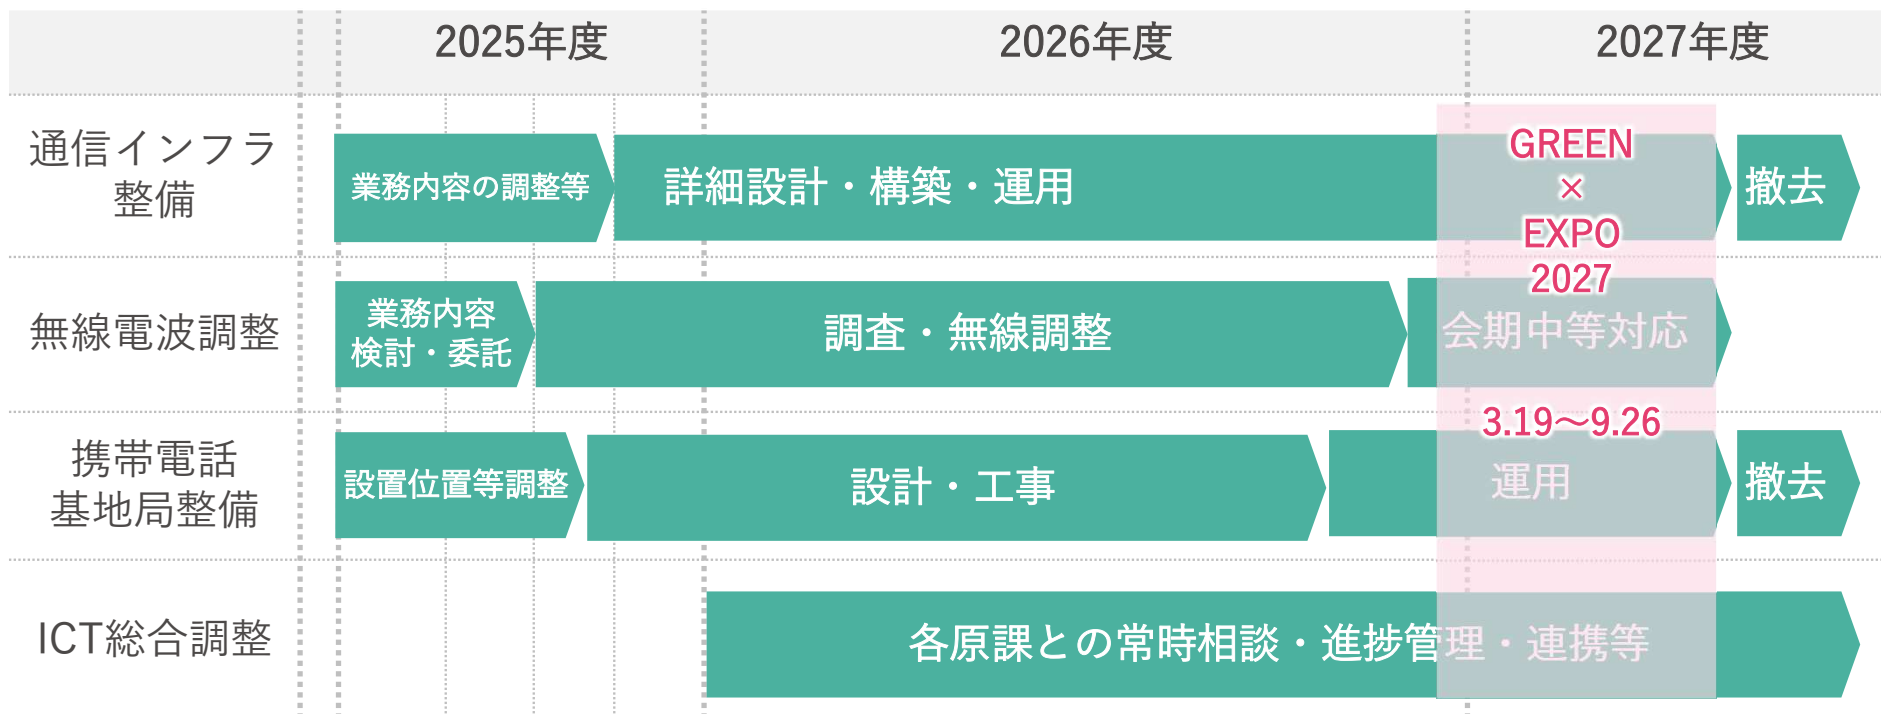 2025年度
2026年度
2027年度
通信インフラ
整備
業務内容の調整等
詳細設計・構築・運用
撤去
無線電波調整
業務内容
検討・委託
調査・無線調整
会期中等対応
携帯電話
基地局整備
設置位置等調整
設計・工事
運用
撤去
ICT総合調整
各原課との常時相談・進捗管理・連携等
GREEN
×
EXPO
2027
3.19～9.26